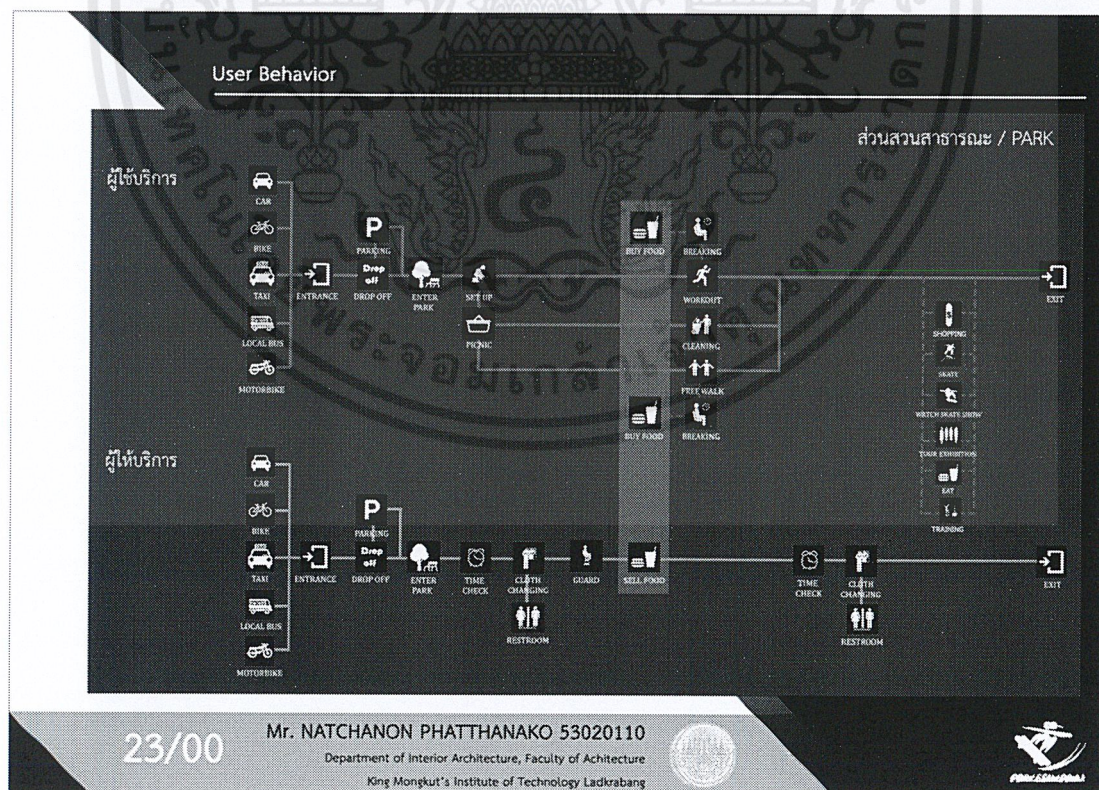 User Behavior
ส่วนสวนสาธารณะ / PARK
ผู้ใช้บริการ
CAR
BIKE
TAXI
LOCAL BUS
MOTORBIKE
ENTRANCE
P
PARKING
Drop off
DROP OFF
ENTER PARK
SET UP
PICNIC
BUY FOOD
BREAKING
WORKOUT
CLEANING
FREE WALK
BUY FOOD
BREAKING
SHOPPING
SKATE
WATCH SKATE SHOW
TOUR EXHIBITION
EAT
TRAINING
EXIT
ผู้ให้บริการ
CAR
BIKE
TAXI
LOCAL BUS
MOTORBIKE
ENTRANCE
P
PARKING
Drop off
DROP OFF
ENTER PARK
TIME CHECK
CLOTH CHANGING
RESTROOM
GUARD
SELL FOOD
TIME CHECK
CLOTH CHANGING
RESTROOM
EXIT
23/00
Mr. NATCHANON PHATTHANAKO 53020110
Department of Interior Architecture, Faculty of Achitecture
King Mongkut's Institute of Technology Ladkrabang